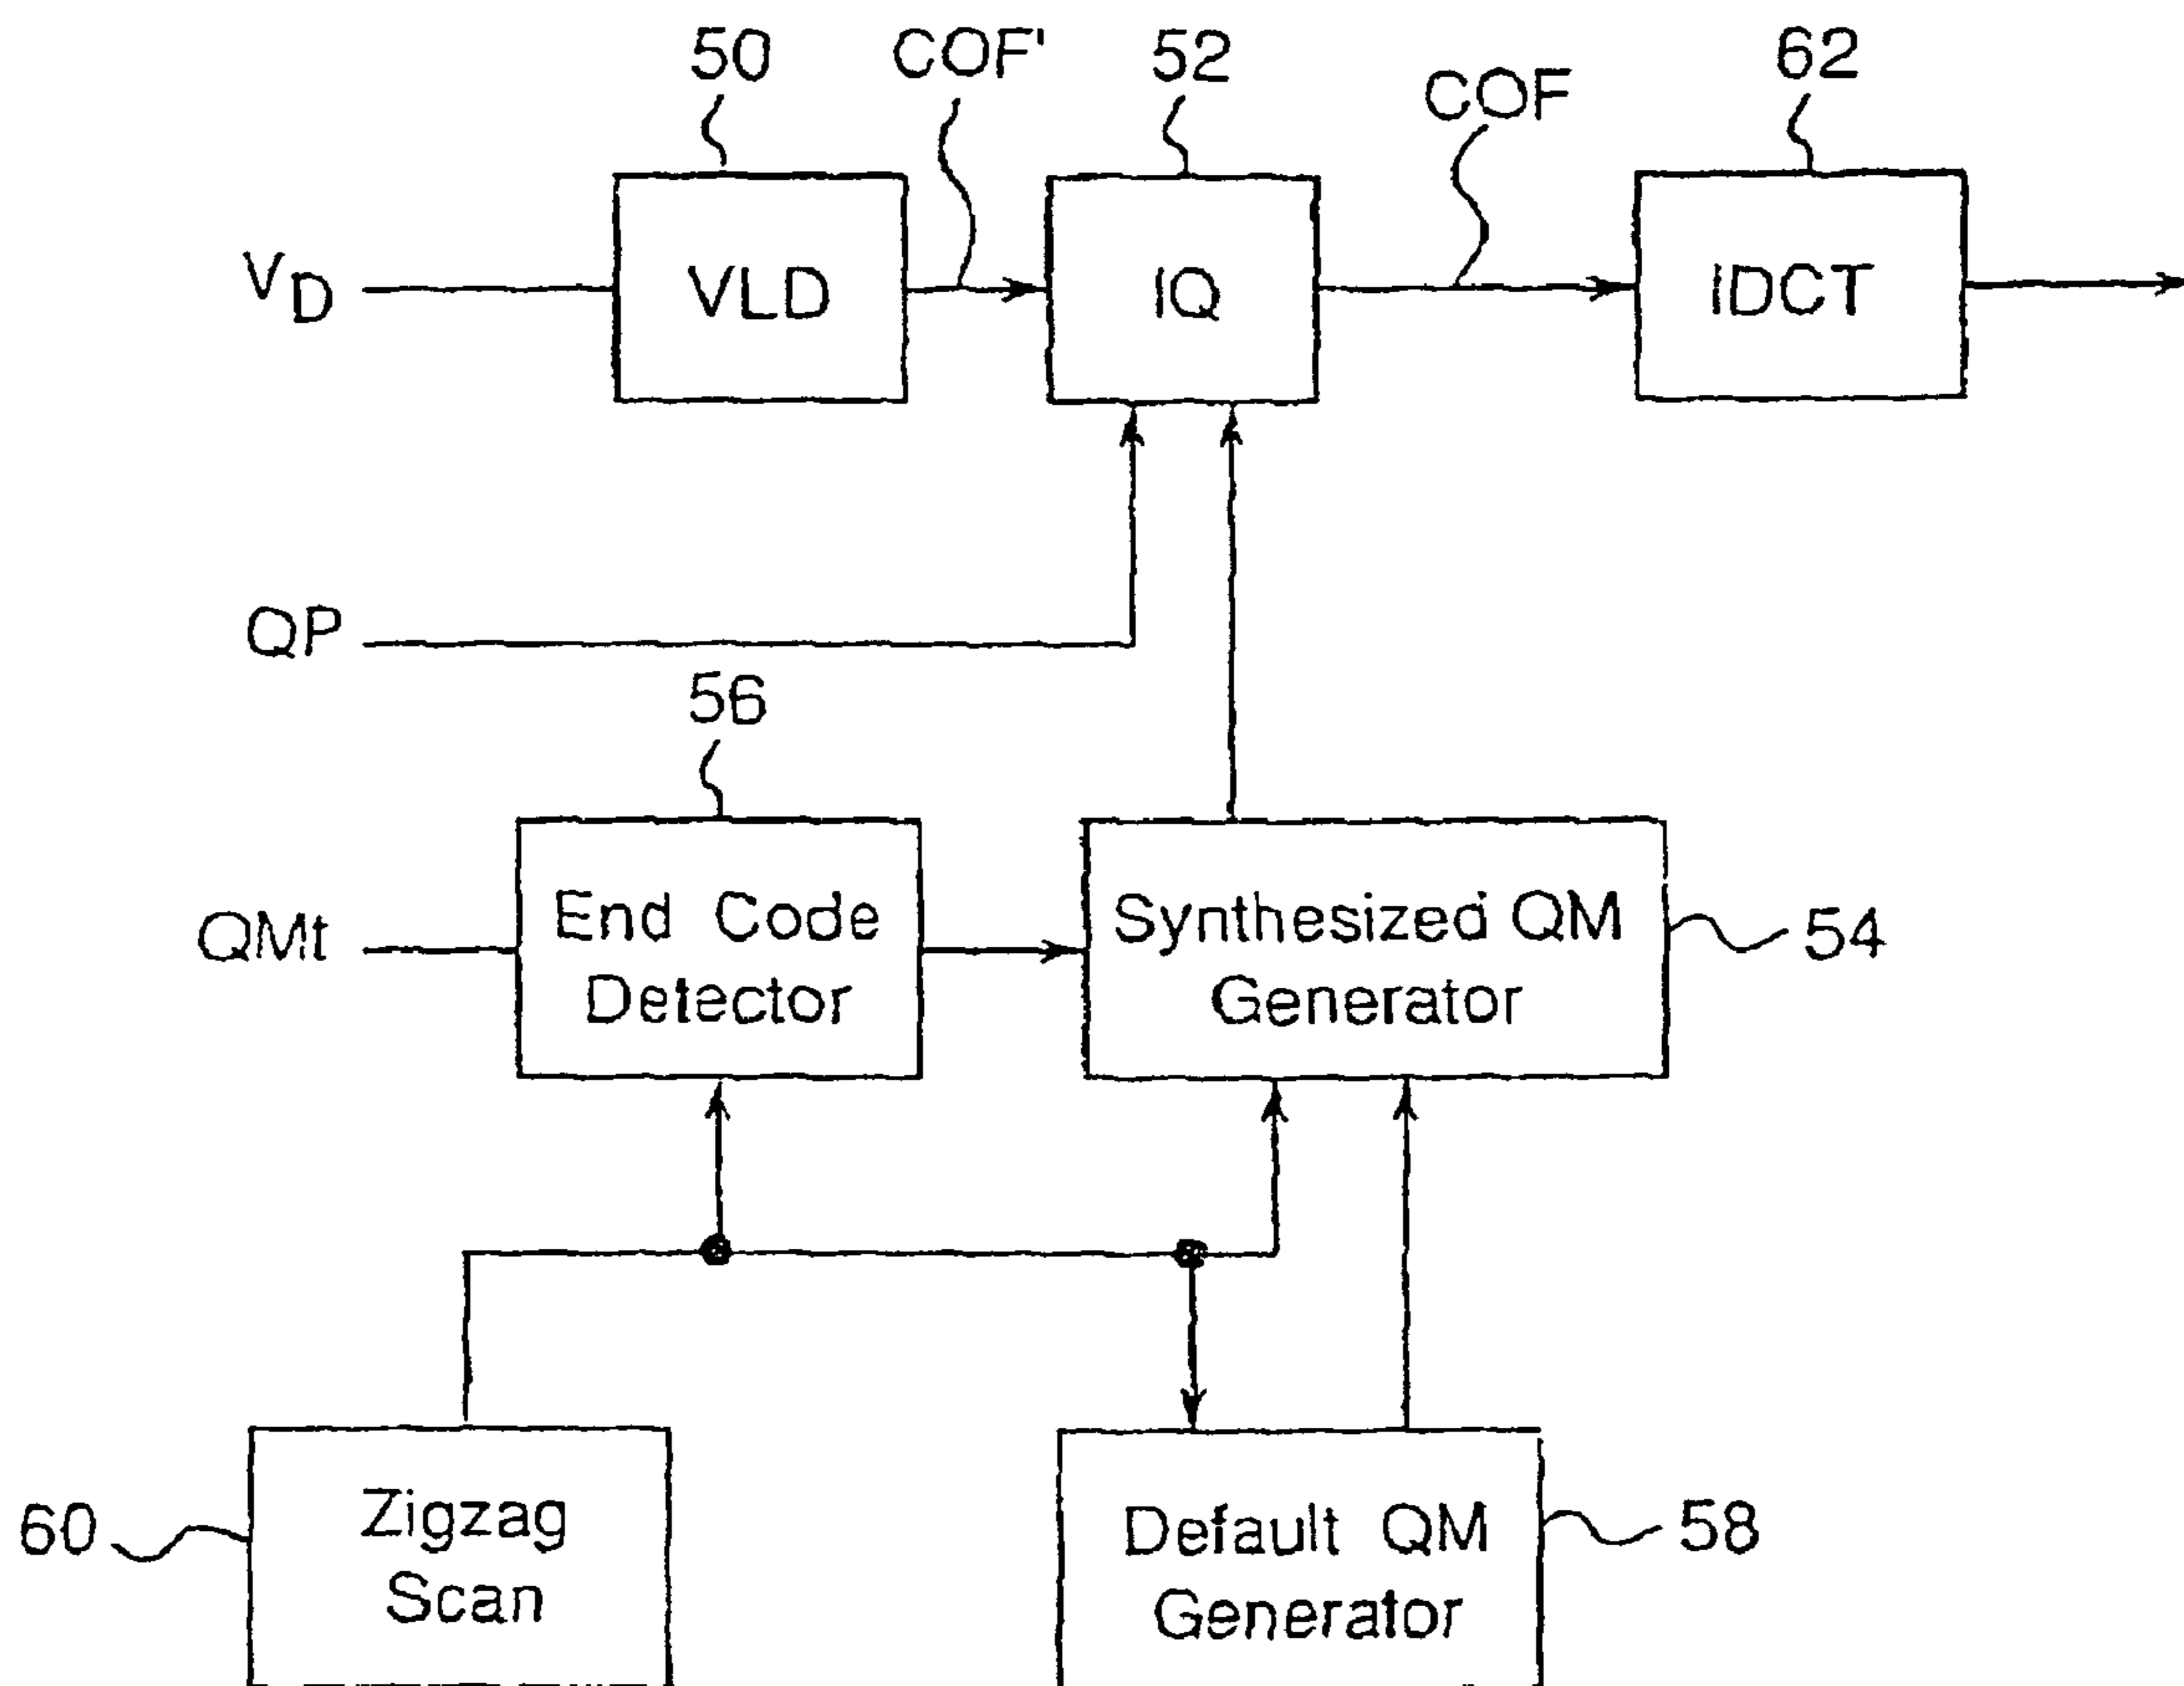 50
COF'
52
COF
62
VD
VLD
IQ
IDCT
QP
56
QMt
End Code
Detector
Synthesized QM
Generator
54
60
Zigzag
Scan
Default QM
Generator
58